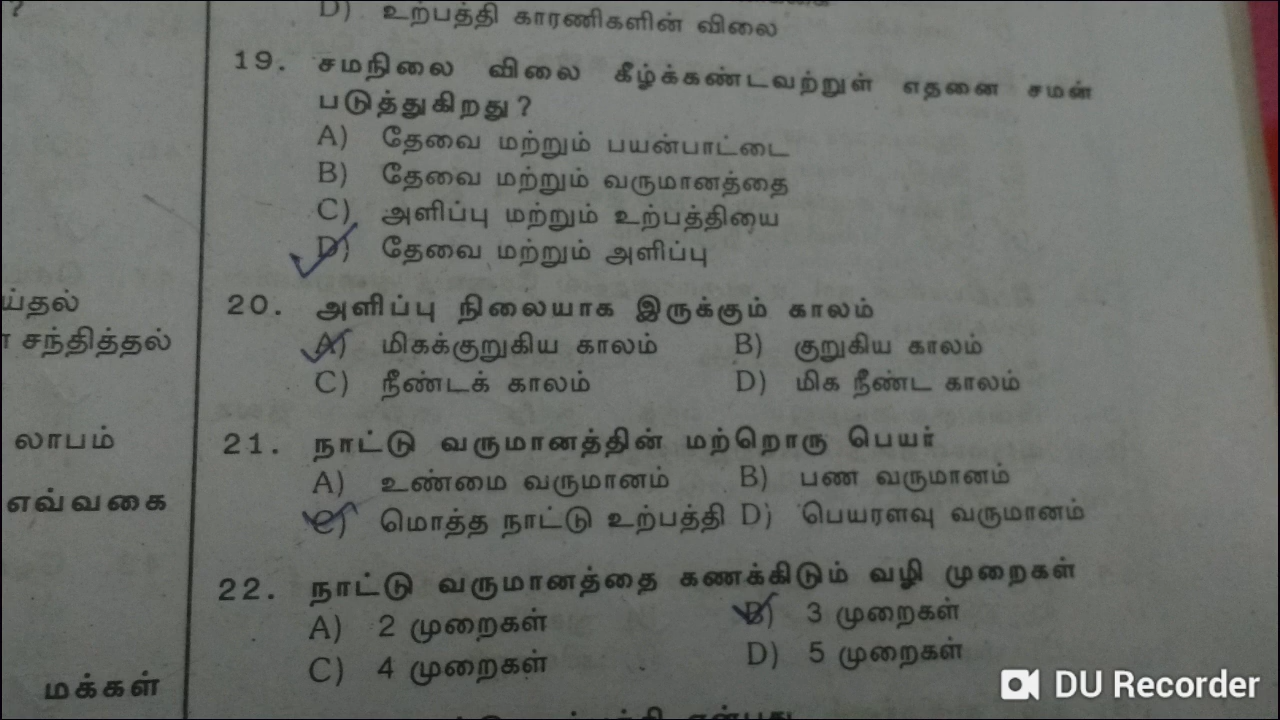 ?
D) உற்பத்தி காரணிகளின் விலை
19. சமநிலை விலை கீழ்க்கண்டவற்றுள் எதனை சமன்
படுத்துகிறது ?
A) தேவை மற்றும் பயன்பாட்டை
B) தேவை மற்றும் வருமானத்தை
C) அளிப்பு மற்றும் உற்பத்தியை
D) தேவை மற்றும் அளிப்பு
ய்தல்
சந்தித்தல்
20. அளிப்பு நிலையாக இருக்கும் காலம்
A) மிகக்குறுகிய காலம் B) குறுகிய காலம்
C) நீண்டக் காலம் D) மிக நீண்ட காலம்
லாபம்
21. நாட்டு வருமானத்தின் மற்றொரு பெயர்
A) உண்மை வருமானம் B) பண வருமானம்
எவ்வகை
C) மொத்த நாட்டு உற்பத்தி D) பெயரளவு வருமானம்
22. நாட்டு வருமானத்தை கணக்கிடும் வழி முறைகள்
A) 2 முறைகள் B) 3 முறைகள்
C) 4 முறைகள் D) 5 முறைகள்
மக்கள்
DU Recorder